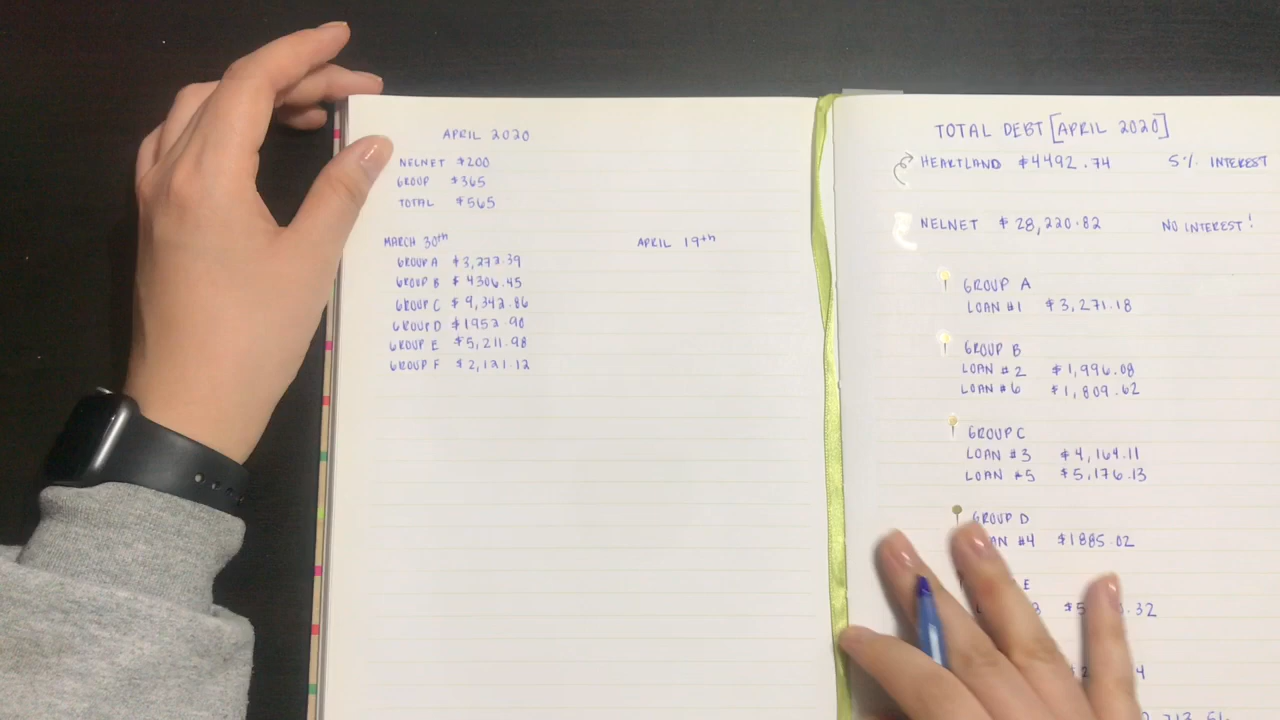 APRIL 2020
NELNET $200
GROUP $365
TOTAL $565
MARCH 30th
GROUP A $3,273.39
GROUP B $4306.45
GROUP C $9,342.86
GROUP D $1952.90
GROUP E $5,211.98
GROUP F $2,121.12
APRIL 19th
TOTAL DEBT [APRIL 2020]
HEARTLAND $4492.74 5% INTEREST
NELNET $28,220.82 NO INTEREST!
GROUP A
LOAN #1 $3,271.18
GROUP B
LOAN #2 $1,996.08
LOAN #6 $1,809.62
GROUP C
LOAN #3 $4,164.11
LOAN #5 $5,176.13
GROUP D
#4 $1885.02
E